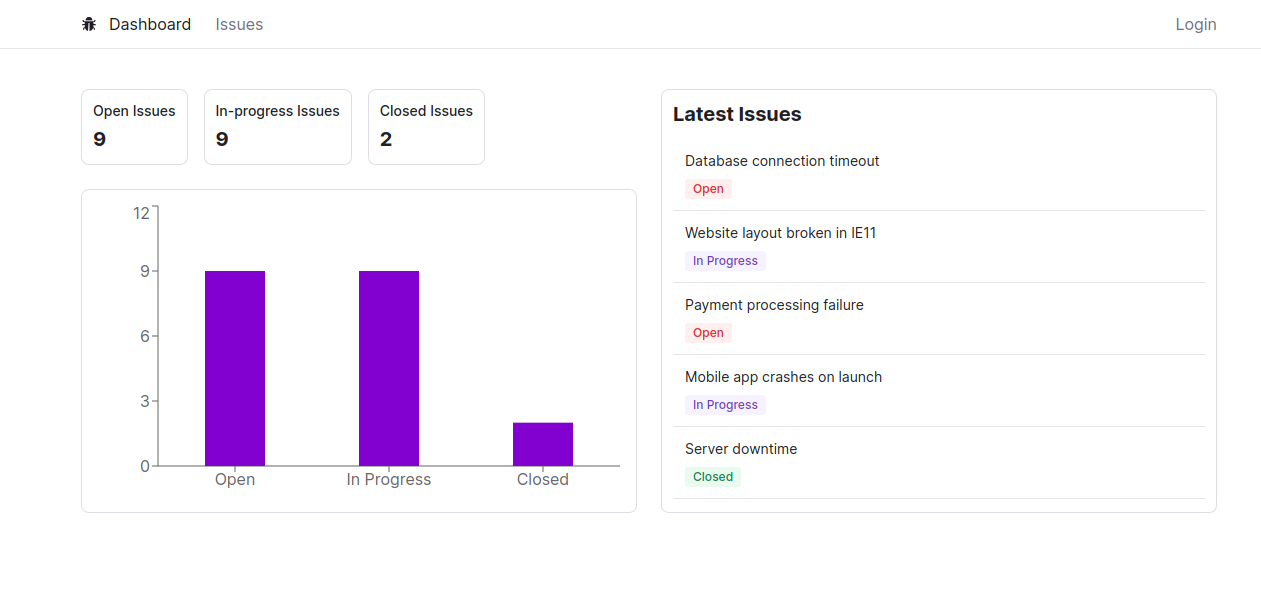 Dashboard Issues Login
Open Issues
9
In-progress Issues
9
Closed Issues
2
12
9
6
3
0
Open In Progress Closed
Latest Issues
Database connection timeout
Open
Website layout broken in IE11
In Progress
Payment processing failure
Open
Mobile app crashes on launch
In Progress
Server downtime
Closed